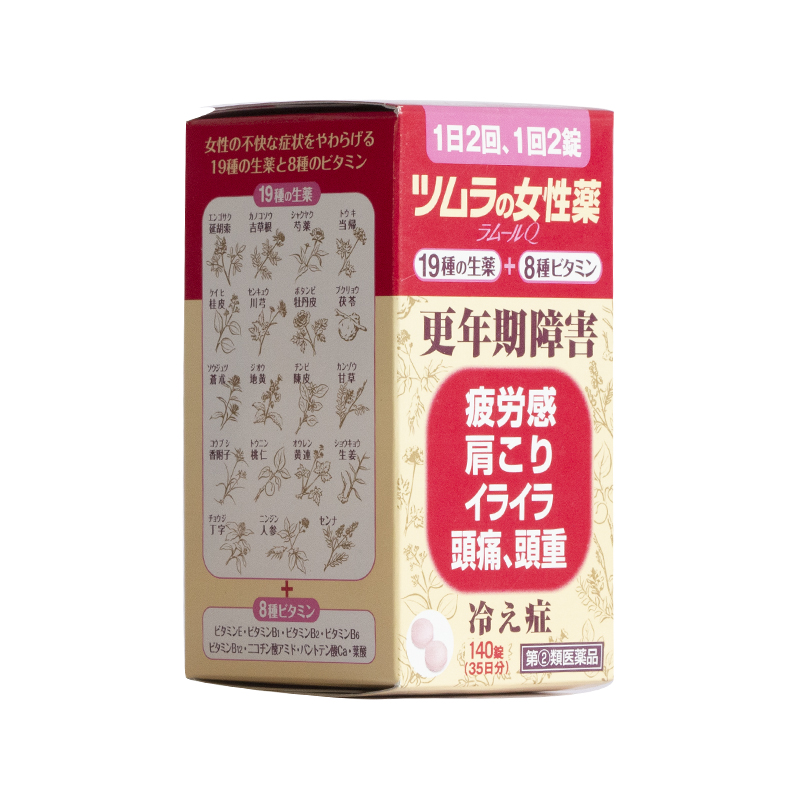 女性の不快な症状をやわらげる
19種の生薬と8種のビタミン
19種の生薬
エンゴサク カノコソウ シャクヤク トウキ
延胡索 吉草根 芍薬 当帰
ケイヒ センキュウ ボタンピ ブクリョウ
桂皮 川芎 牡丹皮 茯苓
ソウジュツ ジオウ チンピ カンゾウ
蒼朮 地黄 陳皮 甘草
コウブシ トウニン オウレン ショウキョウ
香附子 桃仁 黄連 生姜
チョウジ ニンジン センナ
丁字 人参
+
8種ビタミン
ビタミンE・ビタミンB1・ビタミンB2・ビタミンB6
ビタミンB12・ニコチン酸アミド・パントテン酸Ca・葉酸
1日2回、1回2錠
ツムラの女性薬
ラムールQ
19種の生薬 + 8種ビタミン
更年期障害
疲労感
肩こり
イライラ
頭痛、頭重
冷え症
140錠
(35日分)
第②類医薬品